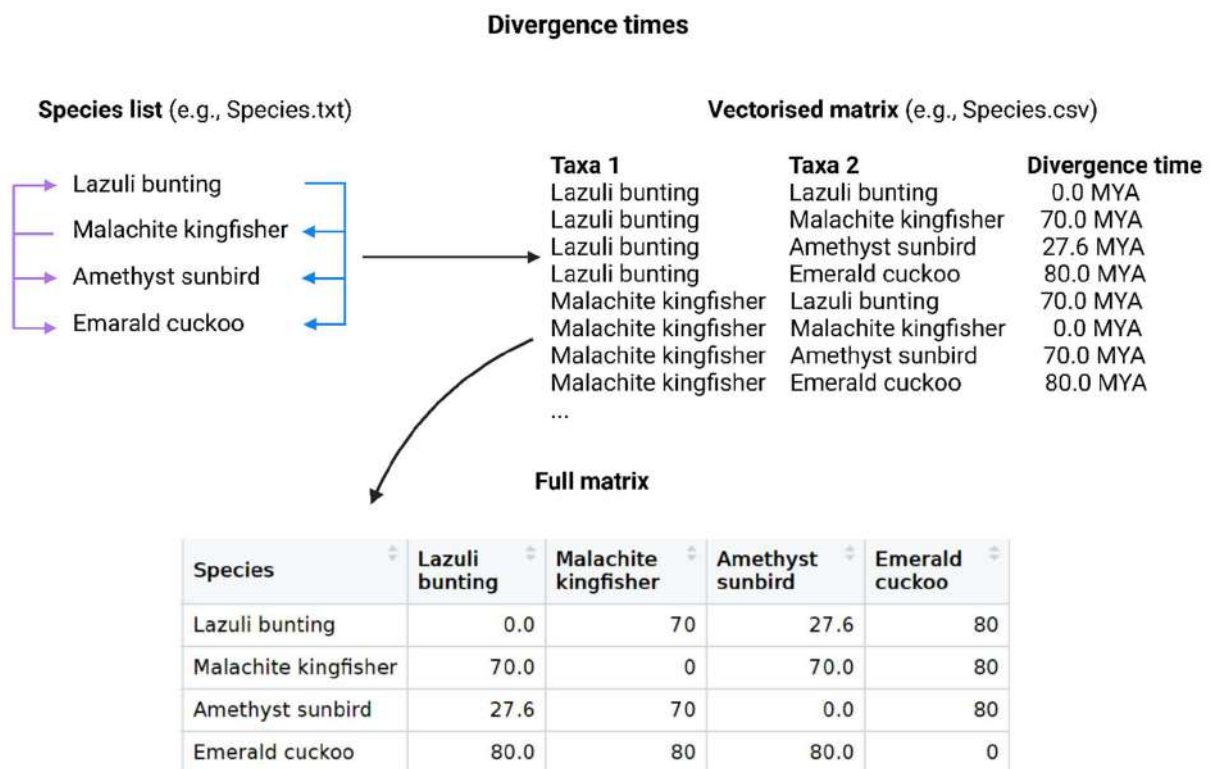 Divergence times
Species list (e.g., Species.txt)
Lazuli bunting
Malachite kingfisher
Amethyst sunbird
Emarald cuckoo
Vectorised matrix (e.g., Species.csv)
Taxa 1 Taxa 2 Divergence time
Lazuli bunting Lazuli bunting 0.0 MYA
Lazuli bunting Malachite kingfisher 70.0 MYA
Lazuli bunting Amethyst sunbird 27.6 MYA
Lazuli bunting Emerald cuckoo 80.0 MYA
Malachite kingfisher Lazuli bunting 70.0 MYA
Malachite kingfisher Malachite kingfisher 0.0 MYA
Malachite kingfisher Amethyst sunbird 70.0 MYA
Malachite kingfisher Emerald cuckoo 80.0 MYA
...
Full matrix
Species Lazuli bunting Malachite kingfisher Amethyst sunbird Emerald cuckoo
Lazuli bunting 0.0 70 27.6 80
Malachite kingfisher 70.0 0 70.0 80
Amethyst sunbird 27.6 70 0.0 80
Emerald cuckoo 80.0 80 80.0 0